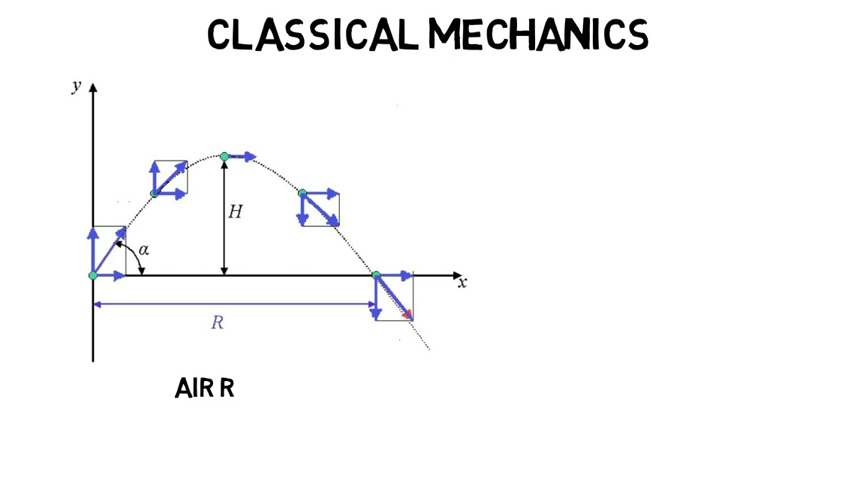 CLASSICAL MECHANICS
y
H
α
x
R
AIR R